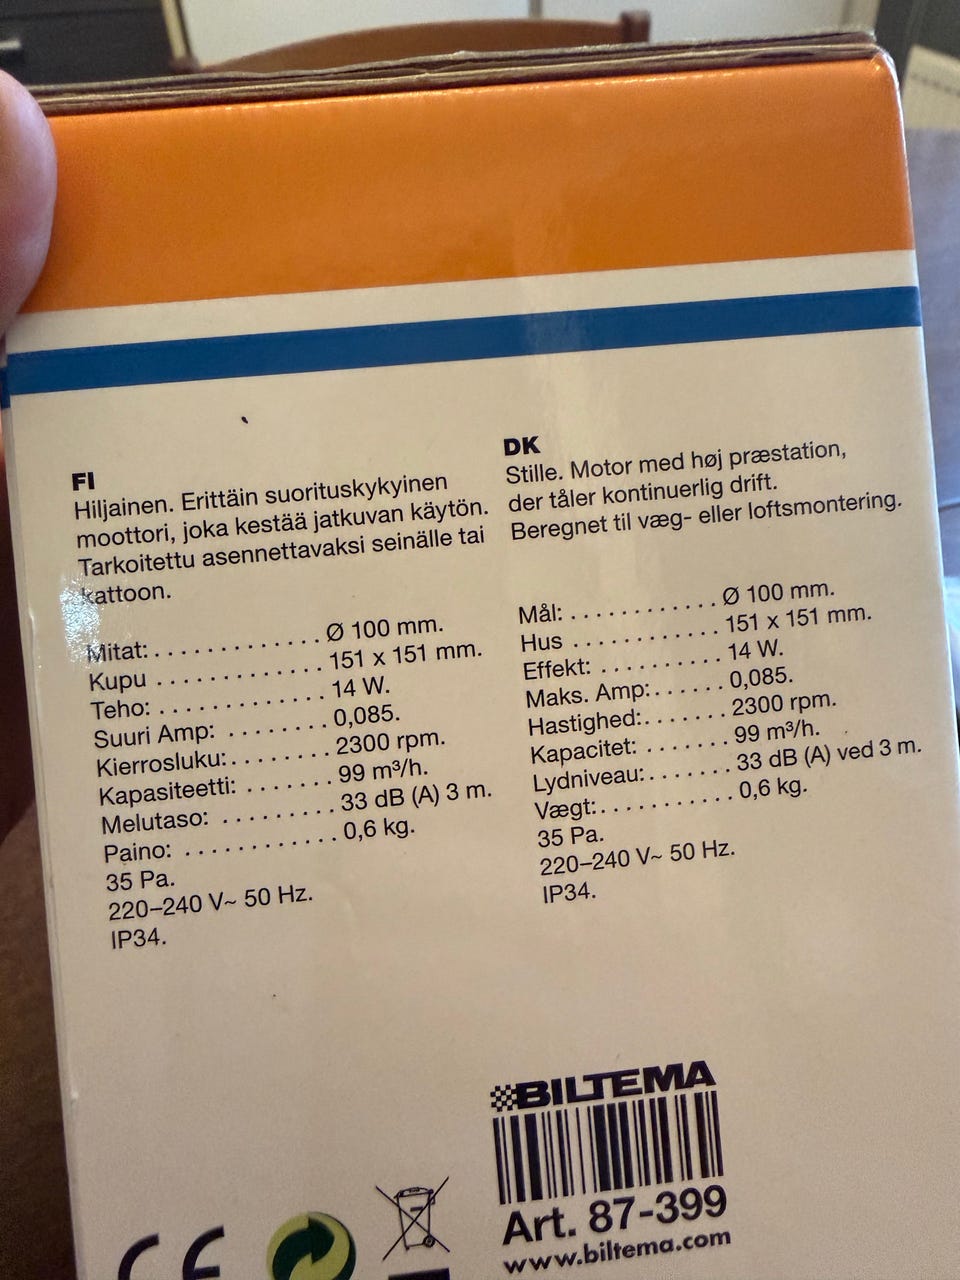 FI
Hiljainen. Erittäin suorituskykyinen
moottori, joka kestää jatkuvan käytön.
Tarkoitettu asennettavaksi seinälle tai
kattoon.
Mitat: . . . . . . . . . . . . Ø 100 mm.
Kupu . . . . . . . . . . . . 151 x 151 mm.
Teho: . . . . . . . . . . . . 14 W.
Suuri Amp: . . . . . . . . 0,085.
Kierrosluku: . . . . . . . . 2300 rpm.
Kapasiteetti: . . . . . . . 99 m³/h.
Melutaso: . . . . . . . . . 33 dB (A) 3 m.
Paino: . . . . . . . . . . . . 0,6 kg.
35 Pa.
220–240 V~ 50 Hz.
IP34.
DK
Stille. Motor med høj præstation,
der tåler kontinuerlig drift.
Beregnet til væg- eller loftsmontering.
Mål: . . . . . . . . . . . . Ø 100 mm.
Hus . . . . . . . . . . . . 151 x 151 mm.
Effekt: . . . . . . . . . . 14 W.
Maks. Amp: . . . . . . 0,085.
Hastighed: . . . . . . . 2300 rpm.
Kapacitet: . . . . . . . 99 m³/h.
Lydniveau: . . . . . . . 33 dB (A) ved 3 m.
Vægt: . . . . . . . . . . . 0,6 kg.
35 Pa.
220–240 V~ 50 Hz.
IP34.
BILTEMA
Art. 87-399
www.biltema.com
CE